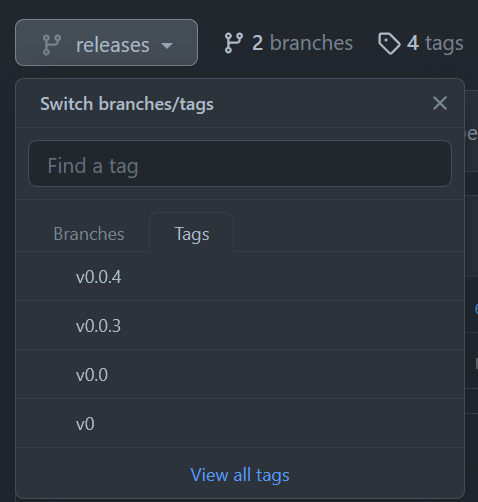 releases 2 branches 4 tags
Switch branches/tags
Find a tag
Branches Tags
v0.0.4
v0.0.3
v0.0
v0
View all tags